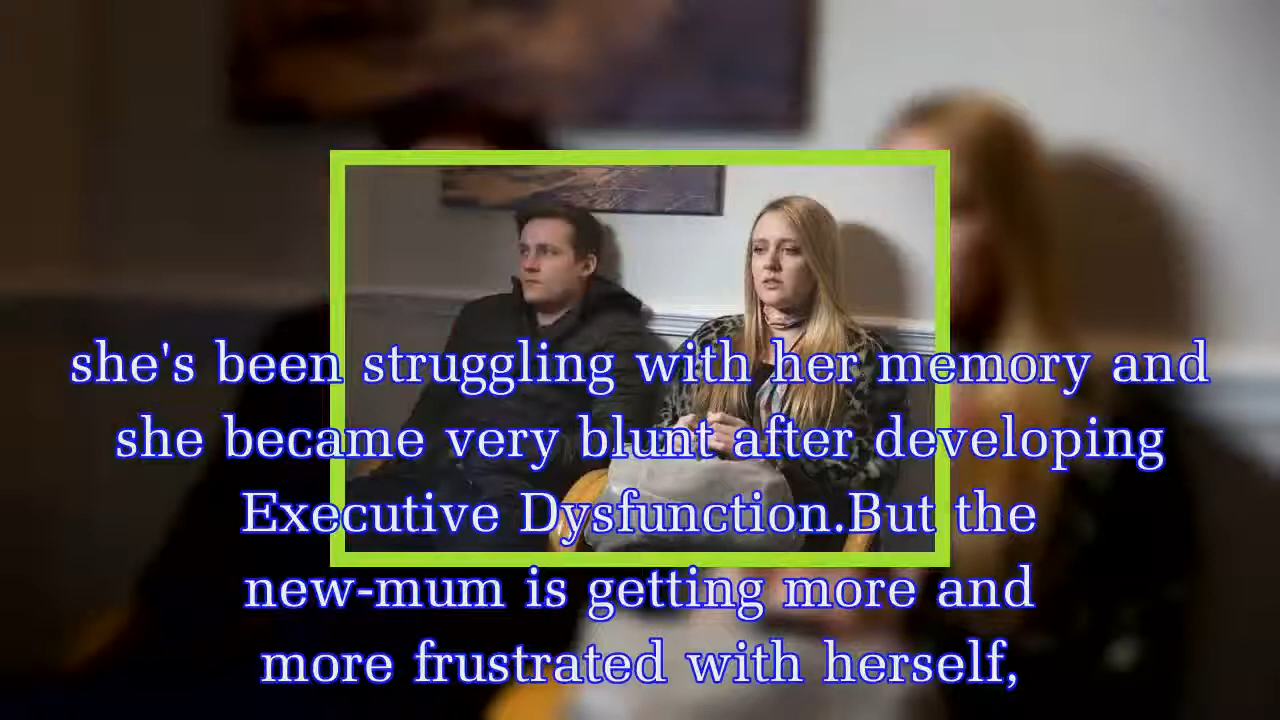 she's been struggling with her memory and
she became very blunt after developing
Executive Dysfunction.But the
new-mum is getting more and
more frustrated with herself,